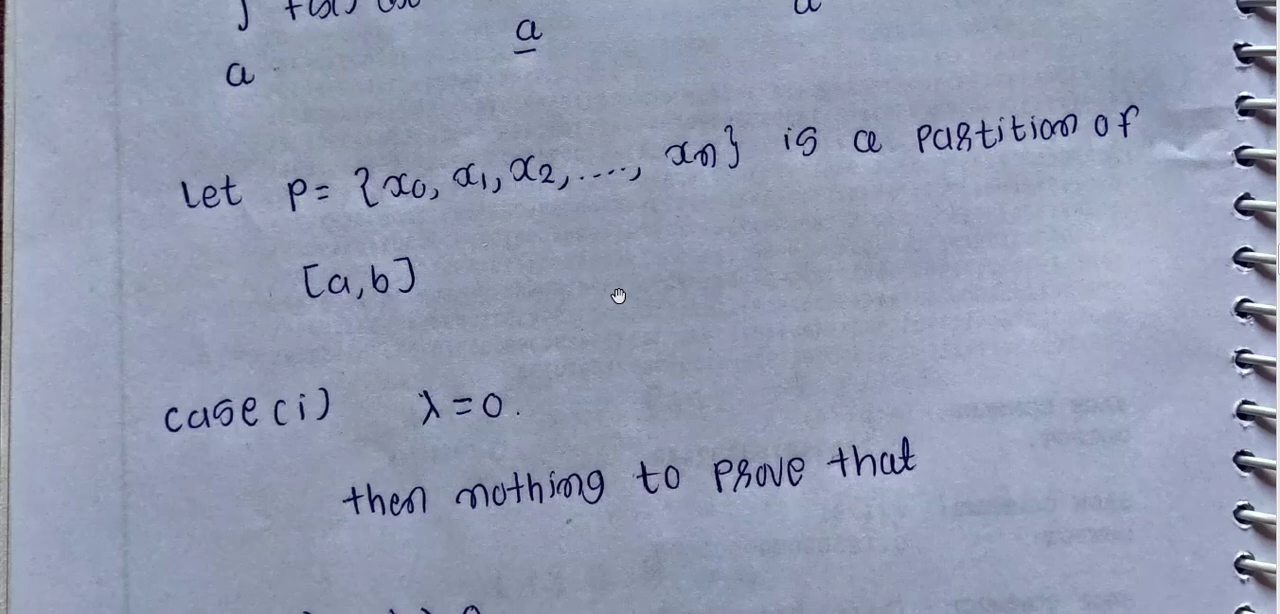 a
a
Let P = {x₀, x₁, x₂, ...., xₙ} is a partition of
[a,b]
case(i) λ = 0.
then nothing to prove that